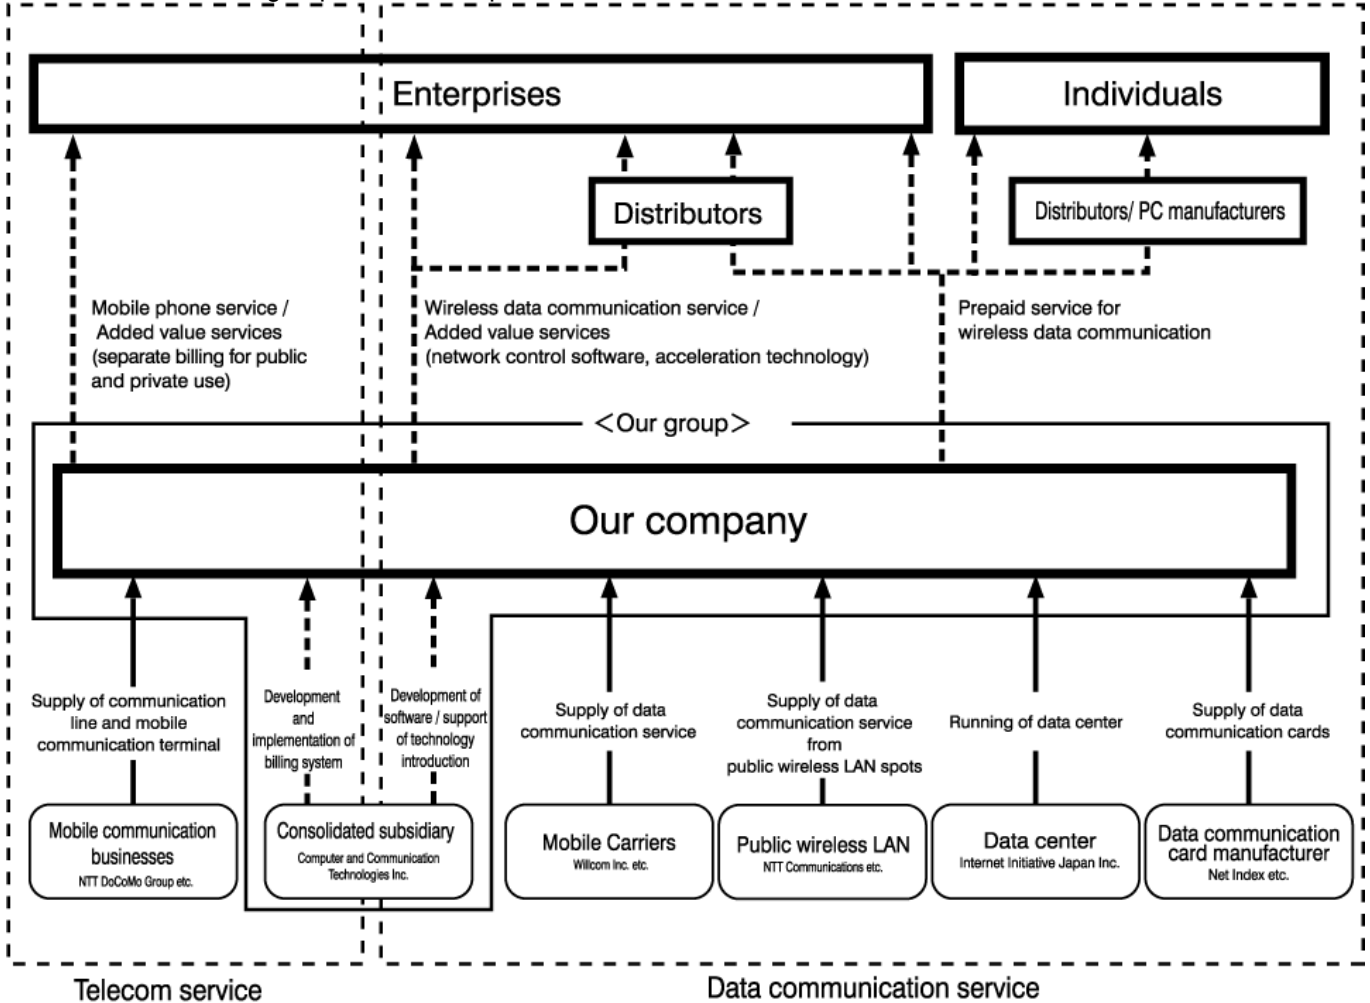 Enterprises
Individuals
Distributors
Distributors/ PC manufacturers
Mobile phone service /
Added value services
(separate billing for public
and private use)
Wireless data communication service /
Added value services
(network control software, acceleration technology)
Prepaid service for
wireless data communication
<Our group>
Our company
Supply of communication
line and mobile
communication terminal
Development
and
implementation of
billing system
Development of
software / support
of technology
introduction
Supply of data
communication service
Supply of data
communication service
from
public wireless LAN spots
Running of data center
Supply of data
communication cards
Mobile communication
businesses
NTT DoCoMo Group etc.
Consolidated subsidiary
Computer and Communication
Technologies Inc.
Mobile Carriers
Willcom Inc. etc.
Public wireless LAN
NTT Communications etc.
Data center
Internet Initiative Japan Inc.
Data communication
card manufacturer
Net Index etc.
Telecom service
Data communication service